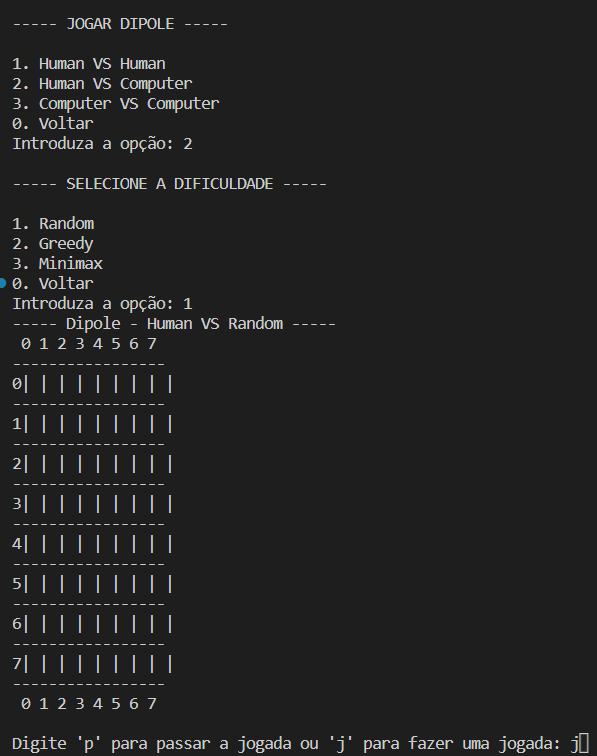 ----- JOGAR DIPOLE -----
1. Human VS Human
2. Human VS Computer
3. Computer VS Computer
0. Voltar
Introduza a opção: 2
----- SELECIONE A DIFICULDADE -----
1. Random
2. Greedy
3. Minimax
0. Voltar
Introduza a opção: 1
----- Dipole - Human VS Random -----
 0 1 2 3 4 5 6 7
-----------------
0| | | | | | | | |
-----------------
1| | | | | | | | |
-----------------
2| | | | | | | | |
-----------------
3| | | | | | | | |
-----------------
4| | | | | | | | |
-----------------
5| | | | | | | | |
-----------------
6| | | | | | | | |
-----------------
7| | | | | | | | |
-----------------
 0 1 2 3 4 5 6 7
Digite 'p' para passar a jogada ou 'j' para fazer uma jogada: j